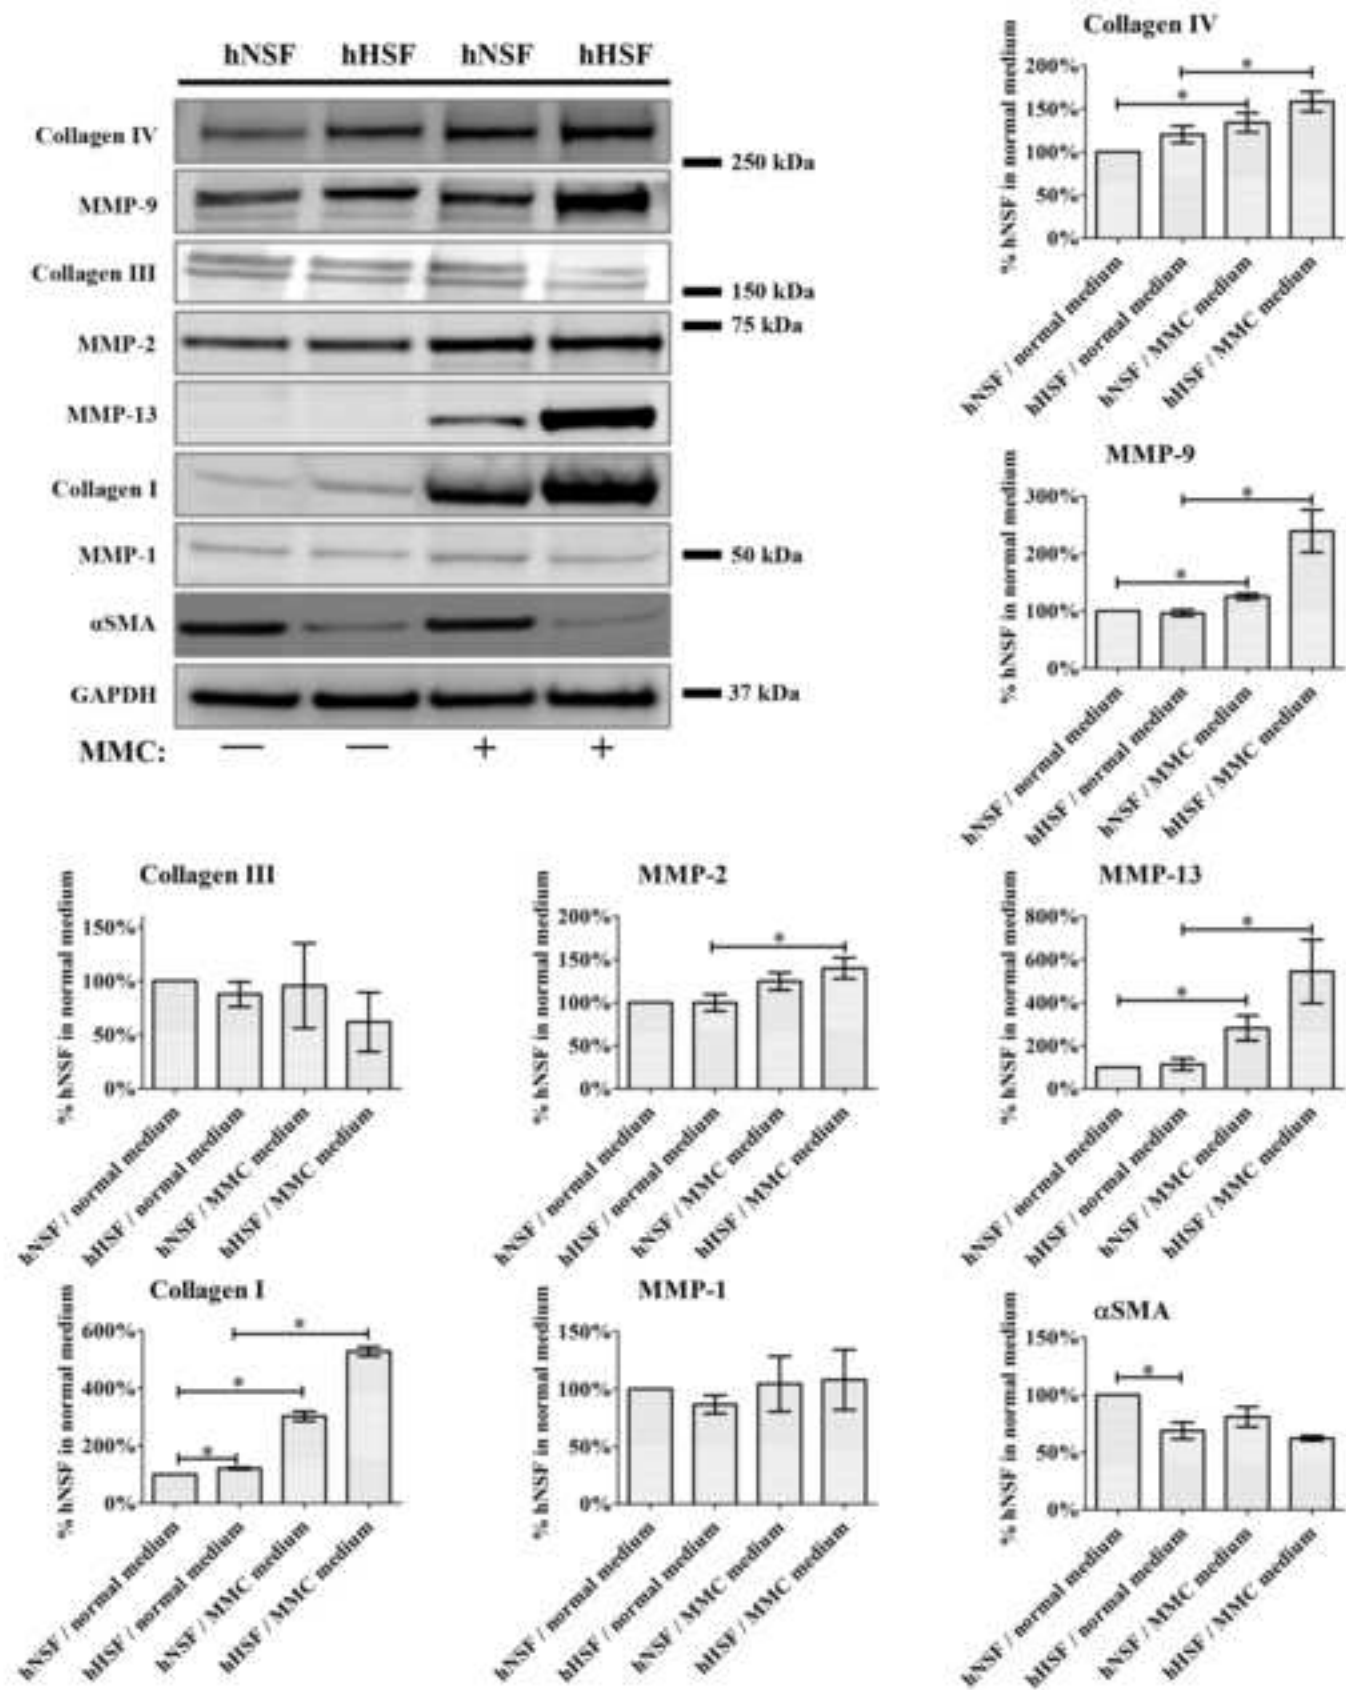 hNSF hHSF hNSF hHSF
Collagen IV
250 kDa
MMP-9
Collagen III
150 kDa
75 kDa
MMP-2
MMP-13
Collagen I
MMP-1
50 kDa
αSMA
GAPDH
37 kDa
MMC: — — + +
Collagen IV
% hNSF in normal medium
200%
150%
100%
50%
0%
*
*
hNSF / normal medium
hHSF / normal medium
hNSF / MMC medium
hHSF / MMC medium
MMP-9
% hNSF in normal medium
300%
200%
100%
0%
*
*
hNSF / normal medium
hHSF / normal medium
hNSF / MMC medium
hHSF / MMC medium
Collagen III
% hNSF in normal medium
150%
100%
50%
0%
hNSF / normal medium
hHSF / normal medium
hNSF / MMC medium
hHSF / MMC medium
MMP-2
% hNSF in normal medium
200%
150%
100%
50%
0%
*
hNSF / normal medium
hHSF / normal medium
hNSF / MMC medium
hHSF / MMC medium
MMP-13
% hNSF in normal medium
800%
600%
400%
200%
0%
*
*
hNSF / normal medium
hHSF / normal medium
hNSF / MMC medium
hHSF / MMC medium
Collagen I
% hNSF in normal medium
600%
400%
200%
0%
*
*
*
hNSF / normal medium
hHSF / normal medium
hNSF / MMC medium
hHSF / MMC medium
MMP-1
% hNSF in normal medium
150%
100%
50%
0%
hNSF / normal medium
hHSF / normal medium
hNSF / MMC medium
hHSF / MMC medium
αSMA
% hNSF in normal medium
150%
100%
50%
0%
*
hNSF / normal medium
hHSF / normal medium
hNSF / MMC medium
hHSF / MMC medium